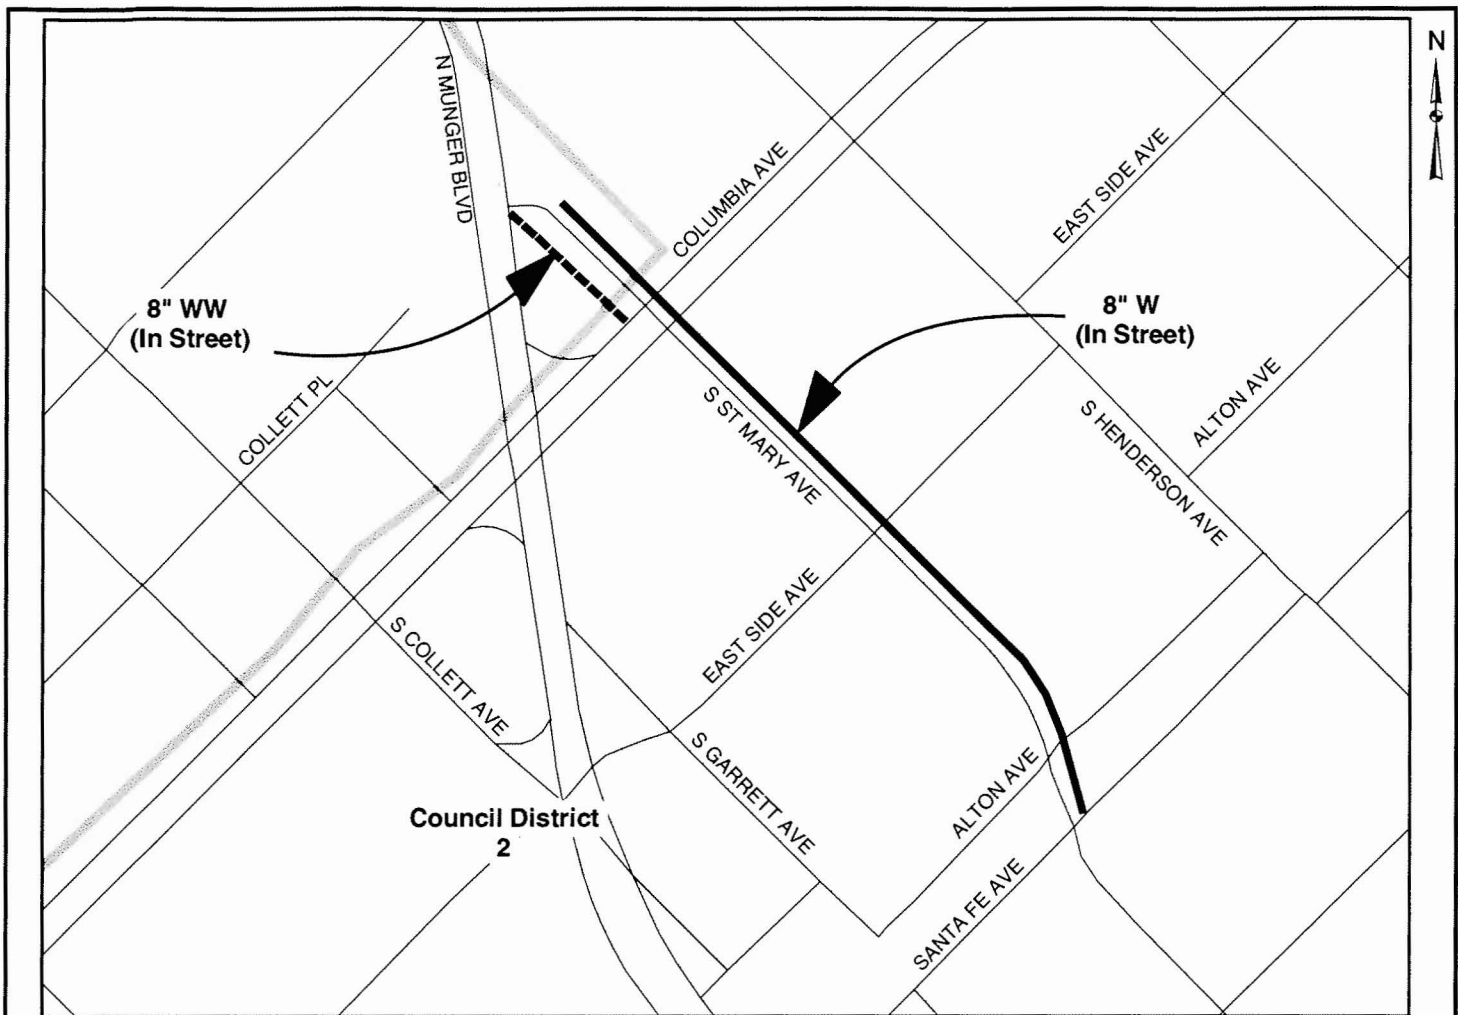 N
N MUNGER BLVD
COLUMBIA AVE
EAST SIDE AVE
8" WW
(In Street)
8" W
(In Street)
COLLETT PL
S ST MARY AVE
ALTON AVE
S HENDERSON AVE
S COLLETT AVE
EAST SIDE AVE
S GARRETT AVE
ALTON AVE
Council District
2
SANTA FE AVE